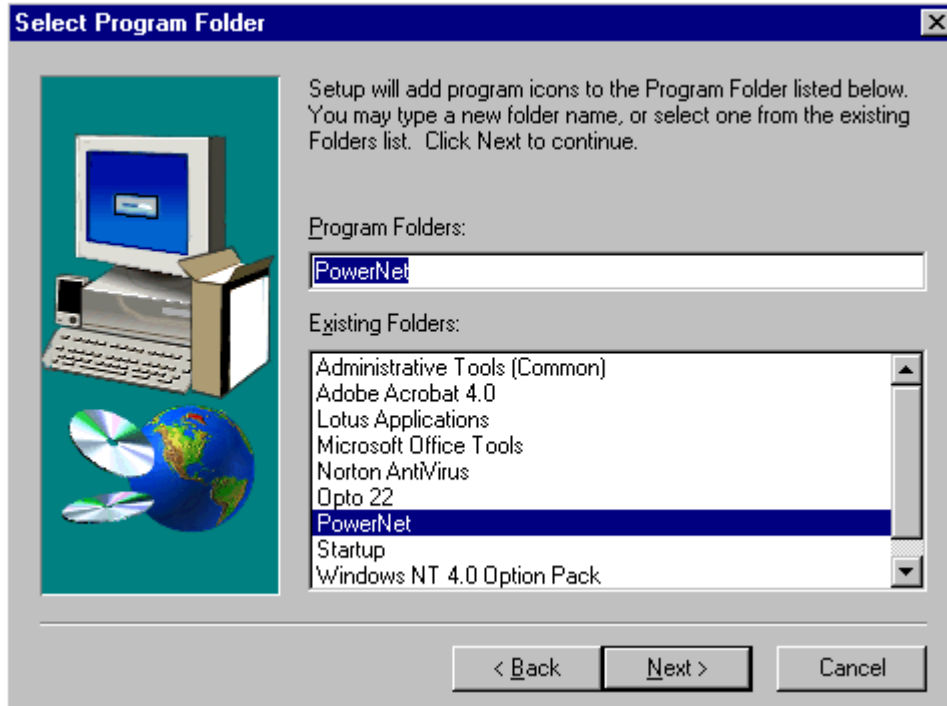 Select Program Folder
Setup will add program icons to the Program Folder listed below.
You may type a new folder name, or select one from the existing
Folders list.  Click Next to continue.
Program Folders:
PowerNet
Existing Folders:
Administrative Tools (Common)
Adobe Acrobat 4.0
Lotus Applications
Microsoft Office Tools
Norton AntiVirus
Opto 22
PowerNet
Startup
Windows NT 4.0 Option Pack
< Back
Next >
Cancel